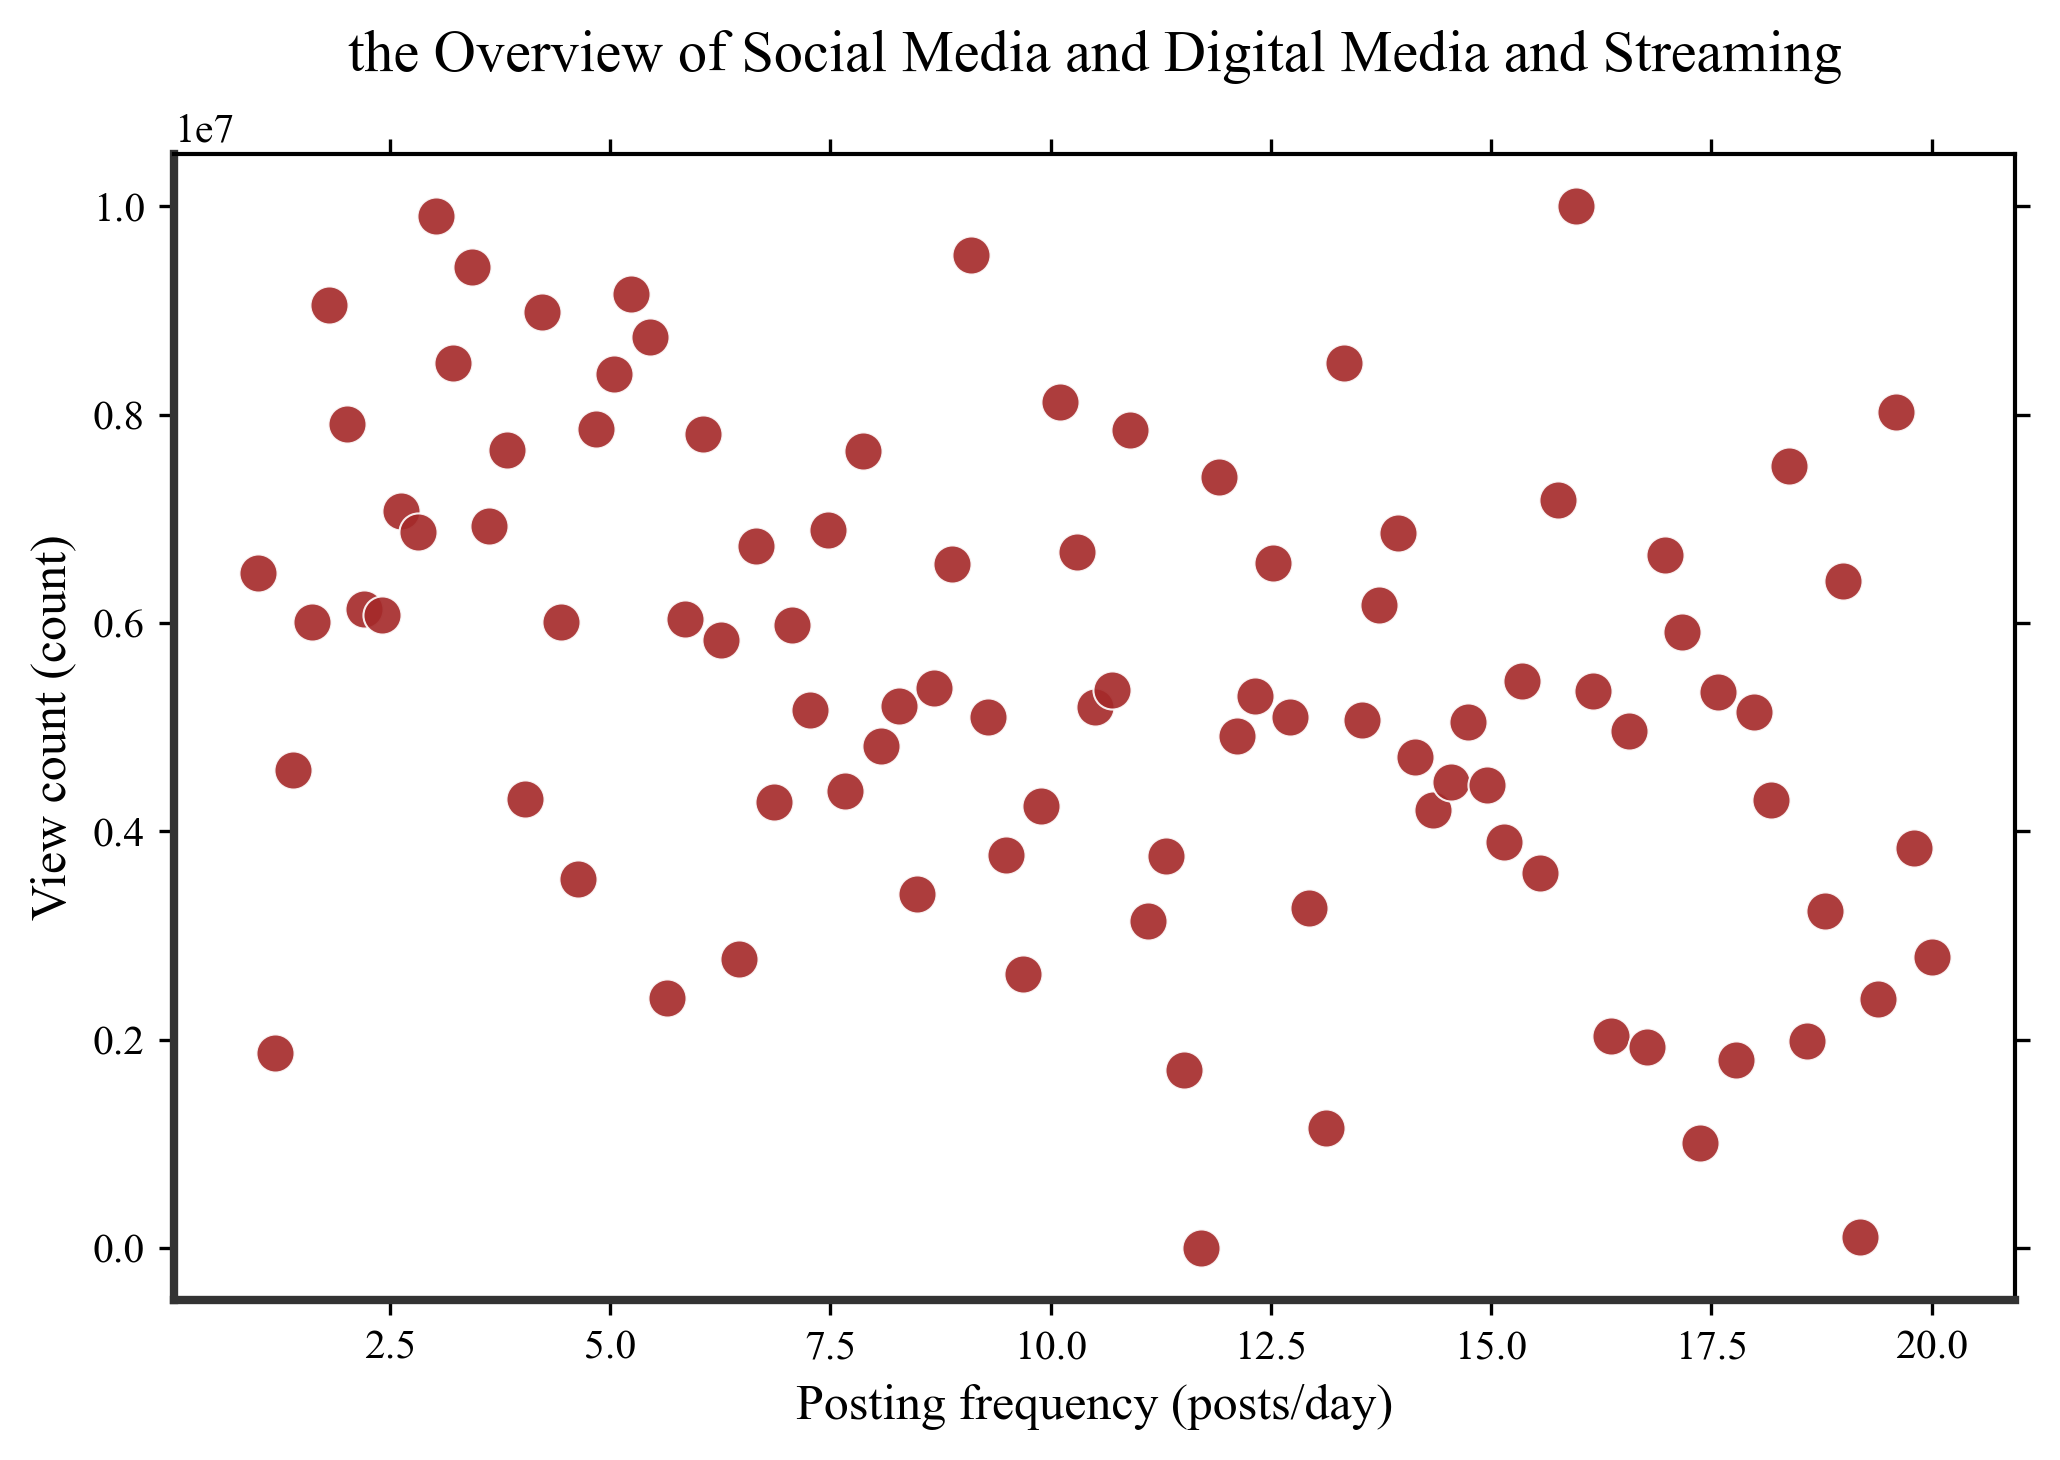 the Overview of Social Media and Digital Media and Streaming
1e7
1.0
0.8
0.6
0.4
0.2
0.0
View count (count)
2.5 5.0 7.5 10.0 12.5 15.0 17.5 20.0
Posting frequency (posts/day)